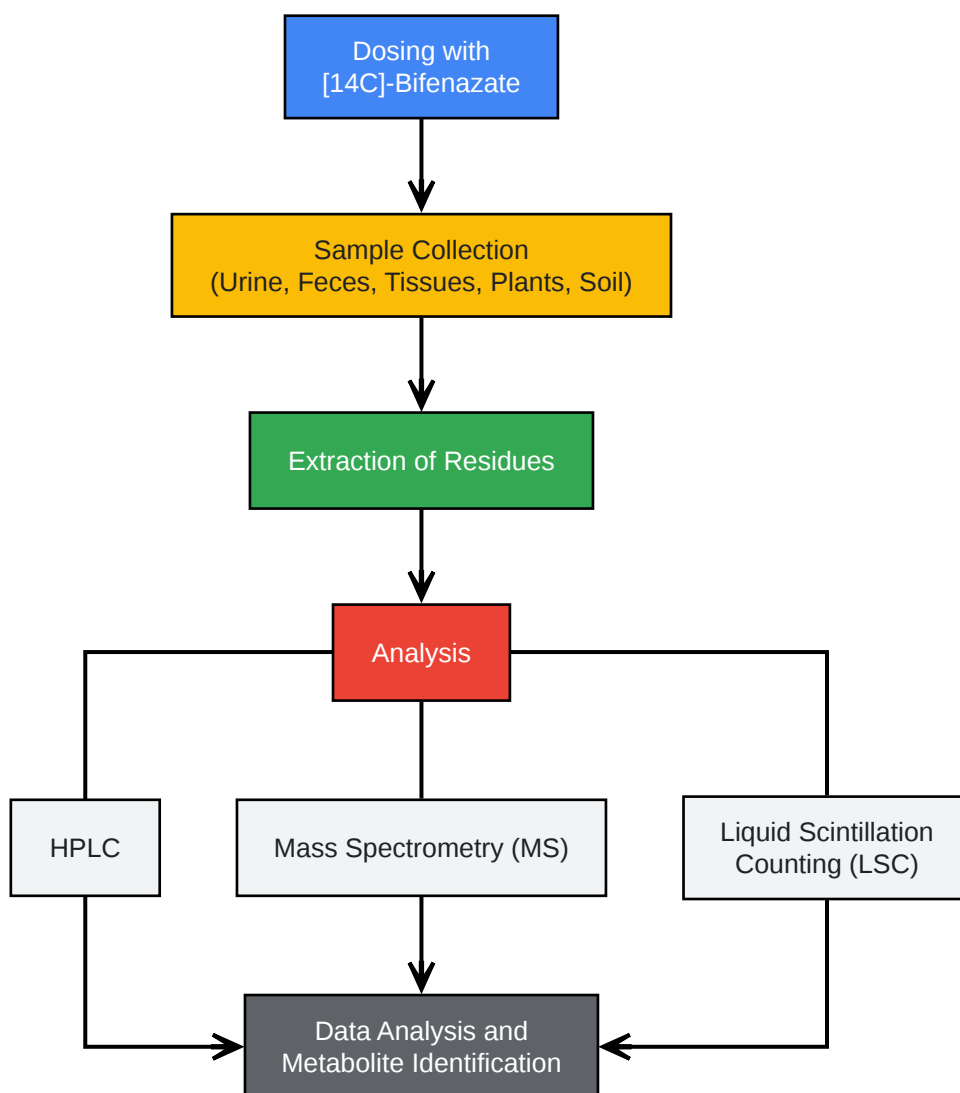 Dosing with
[14C]-Bifenazate
Sample Collection
(Urine, Feces, Tissues, Plants, Soil)
Extraction of Residues
Analysis
HPLC
Mass Spectrometry (MS)
Liquid Scintillation
Counting (LSC)
Data Analysis and
Metabolite Identification